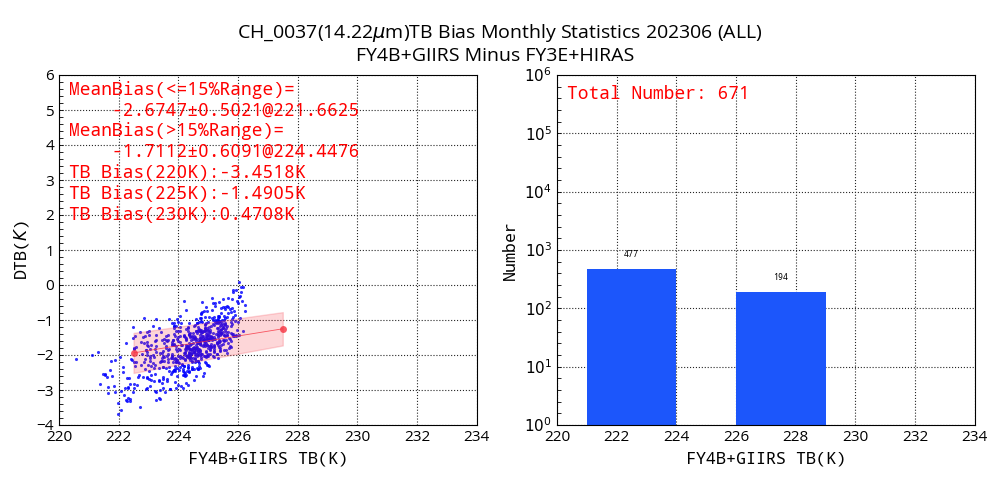 CH_0037(14.22μm)TB Bias Monthly Statistics 202306 (ALL)
FY4B+GIIRS Minus FY3E+HIRAS
MeanBias(<=15%Range)=
-2.6747±0.5021@221.6625
MeanBias(>15%Range)=
-1.7112±0.6091@224.4476
TB Bias(220K):-3.4518K
TB Bias(225K):-1.4905K
TB Bias(230K):0.4708K
6
5
4
3
2
1
0
−1
−2
−3
−4
DTB(K)
220 222 224 226 228 230 232 234
FY4B+GIIRS TB(K)
Total Number: 671
10^6
10^5
10^4
10^3
10^2
10^1
10^0
Number
477
194
220 222 224 226 228 230 232 234
FY4B+GIIRS TB(K)